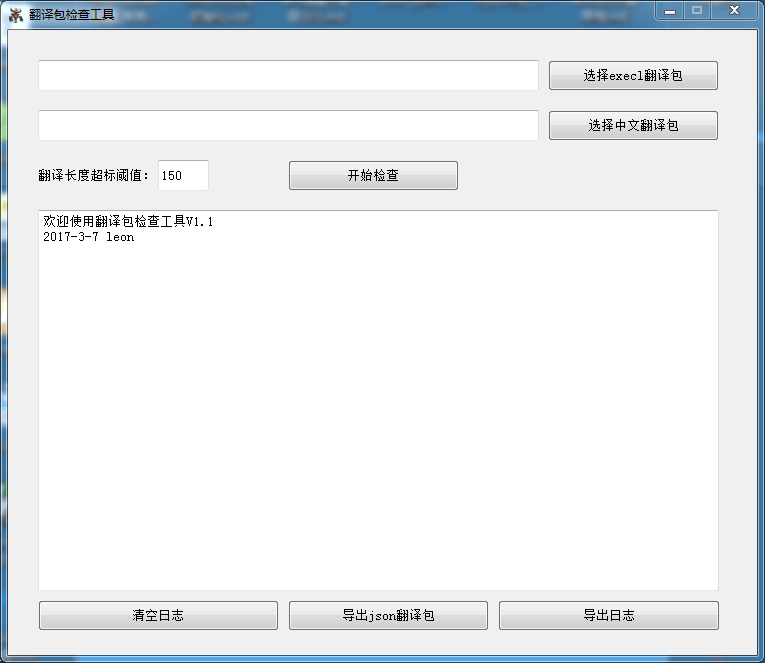 翻译包检查工具
选择execl翻译包
选择中文翻译包
翻译长度超标阈值: 150 开始检查
欢迎使用翻译包检查工具V1.1
2017-3-7 leon
清空日志 导出json翻译包 导出日志